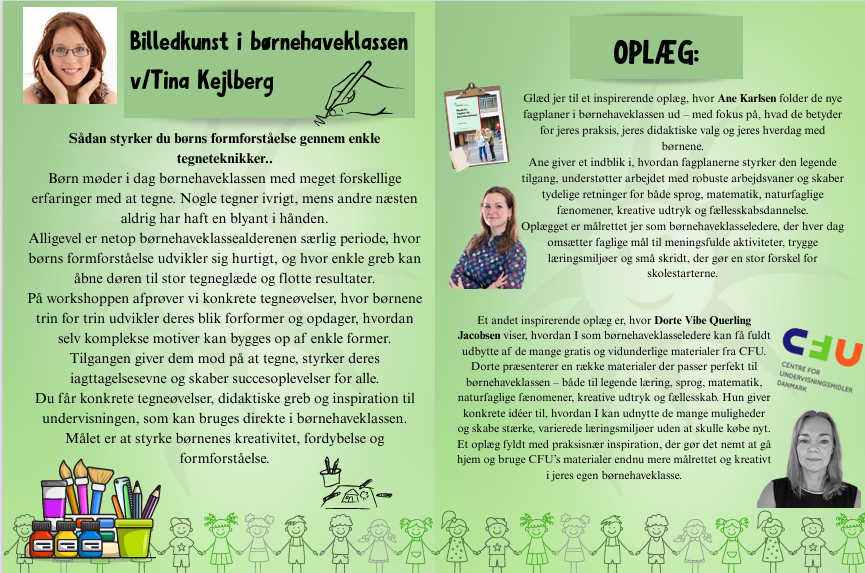 Billedkunst i børnehaveklassen
v/Tina Kejlberg
Sådan styrker du børns formforståelse gennem enkle
tegneteknikker..
Børn møder i dag børnehaveklassen med meget forskellige
erfaringer med at tegne. Nogle tegner ivrigt, mens andre næsten
aldrig har haft en blyant i hånden.
Alligevel er netop børnehaveklassealderenen særlig periode, hvor
børns formforståelse udvikler sig hurtigt, og hvor enkle greb kan
åbne døren til stor tegneglæde og flotte resultater.
På workshoppen afprøver vi konkrete tegneøvelser, hvor børnene
trin for trin udvikler deres blik forformer og opdager, hvordan
selv komplekse motiver kan bygges op af enkle former.
Tilgangen giver dem mod på at tegne, styrker deres
iagttagelsesevne og skaber succesoplevelser for alle.
Du får konkrete tegneøvelser, didaktiske greb og inspiration til
undervisningen, som kan bruges direkte i børnehaveklassen.
Målet er at styrke børnenes kreativitet, fordybelse og
formforståelse.
OPLÆG:
Glæd jer til et inspirerende oplæg, hvor Ane Karlsen folder de nye
fagplaner i børnehaveklassen ud – med fokus på, hvad de betyder
for jeres praksis, jeres didaktiske valg og jeres hverdag med
børnene.
Ane giver et indblik i, hvordan fagplanerne styrker den legende
tilgang, understøtter arbejdet med robuste arbejdsvaner og skaber
tydelige retninger for både sprog, matematik, naturfaglige
fænomener, kreative udtryk og fællesskabsdannelse.
Oplægget er målrettet jer som børnehaveklasseledere, der hver dag
omsætter faglige mål til meningsfulde aktiviteter, trygge
læringsmiljøer og små skridt, der gør en stor forskel for
skolestarterne.
Et andet inspirerende oplæg er, hvor Dorte Vibe Querling
Jacobsen viser, hvordan I som børnehaveklasseledere kan få fuldt
udbytte af de mange gratis og vidunderlige materialer fra CFU.
Dorte præsenterer en række materialer der passer perfekt til
børnehaveklassen – både til legende læring, sprog, matematik,
naturfaglige fænomener, kreative udtryk og fællesskab. Hun giver
konkrete idéer til, hvordan I kan udnytte de mange muligheder
og skabe stærke, varierede læringsmiljøer uden at skulle købe nyt.
Et oplæg fyldt med praksisnær inspiration, der gør det nemt at gå
hjem og bruge CFU's materialer endnu mere målrettet og kreativt
i jeres egen børnehaveklasse.
CFU
CENTRE FOR
UNDERVISNINGSMIDLER
DANMARK